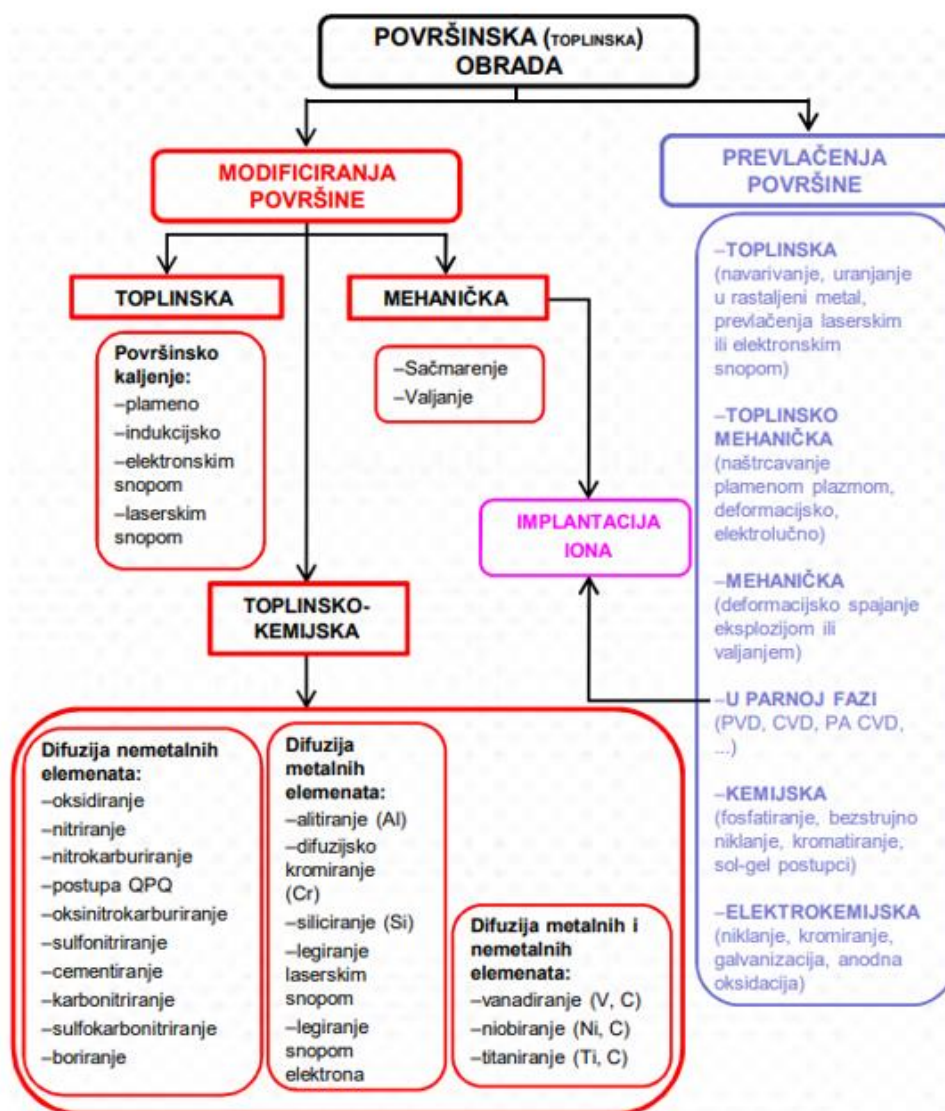 POVRŠINSKA (TOPLINSKA)
OBRADA
MODIFICIRANJA
POVRŠINE
PREVLAČENJA
POVRŠINE
TOPLINSKA
MEHANIČKA
Površinsko
kaljenje:
–plameno
–indukcijsko
–elektronskim
snopom
–laserskim
snopom
–Sačmarenje
–Valjanje
IMPLANTACIJA
IONA
TOPLINSKO-
KEMIJSKA
Difuzija nemetalnih
elemenata:
–oksidiranje
–nitriranje
–nitrokarburiranje
–postupa QPQ
–oksinitrokarburiranje
–sulfonitriranje
–cementiranje
–karbonitriranje
–sulfokarbonitriranje
–boriranje
Difuzija
metalnih
elemenata:
–alitiranje (Al)
–difuzijsko
kromiranje
(Cr)
–siliciranje (Si)
–legiranje
laserskim
snopom
–legiranje
snopom
elektrona
Difuzija metalnih i
nemetalnih
elemenata:
–vanadiranje (V, C)
–niobiranje (Ni, C)
–titaniranje (Ti, C)
–TOPLINSKA
(navarivanje, uranjanje
u rastaljeni metal,
prevlačenja laserskim
ili elektronskim
snopom)
–TOPLINSKO
MEHANIČKA
(naštrcavanje
plamenom plazmom,
deformacijsko,
elektrolučno)
–MEHANIČKA
(deformacijsko spajanje
eksplozijom ili
valjanjem)
–U PARNOJ FAZI
(PVD, CVD, PA CVD,
...)
–KEMIJSKA
(fosfatiranje, bezstrujno
niklanje, kromatiranje,
sol-gel postupci)
–ELEKTROKEMIJSKA
(niklanje, kromiranje,
galvanizacija, anodna
oksidacija)